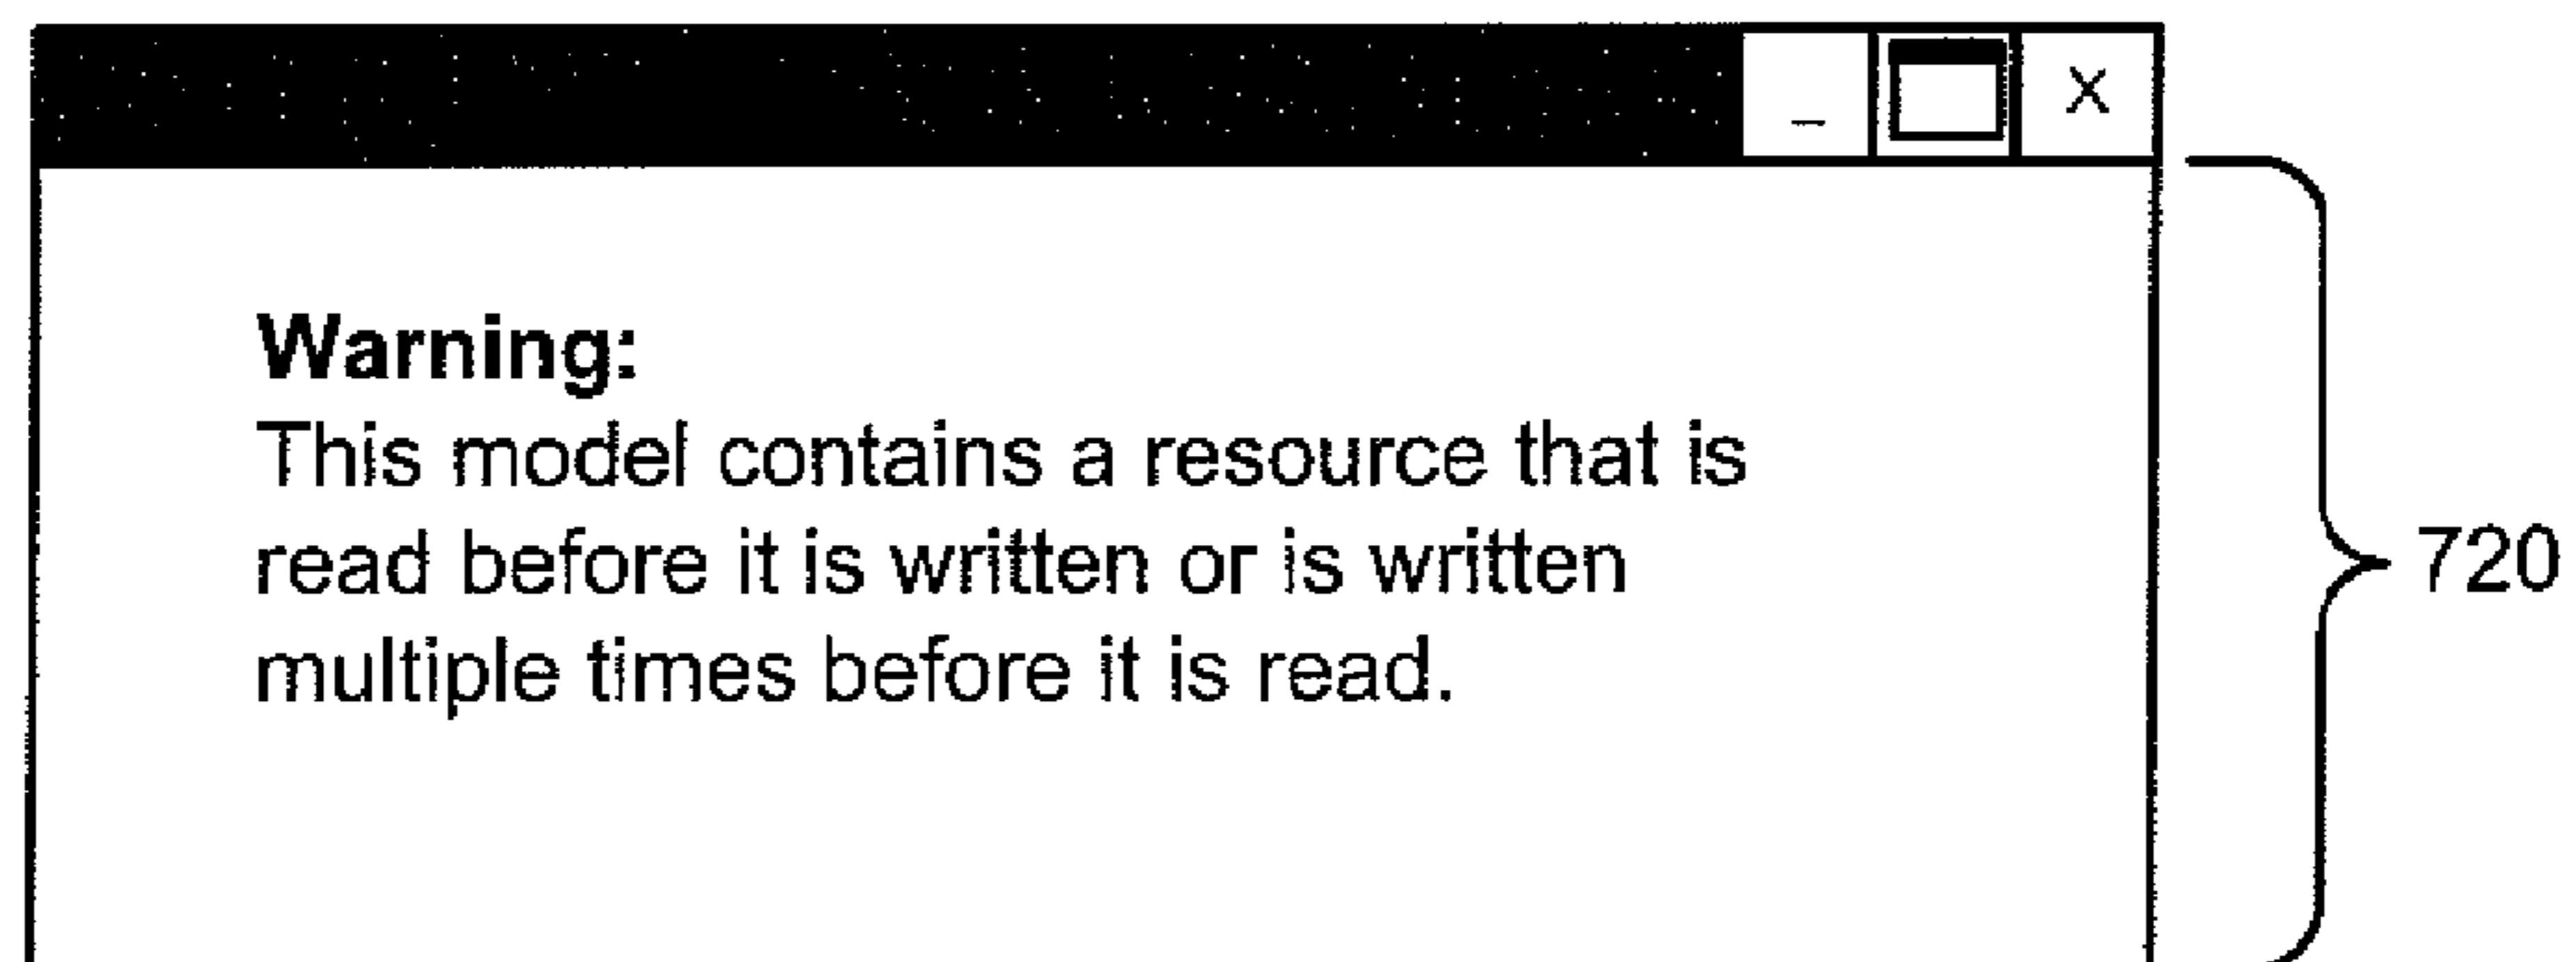 _ X
Warning:
This model contains a resource that is
read before it is written or is written
multiple times before it is read.
720